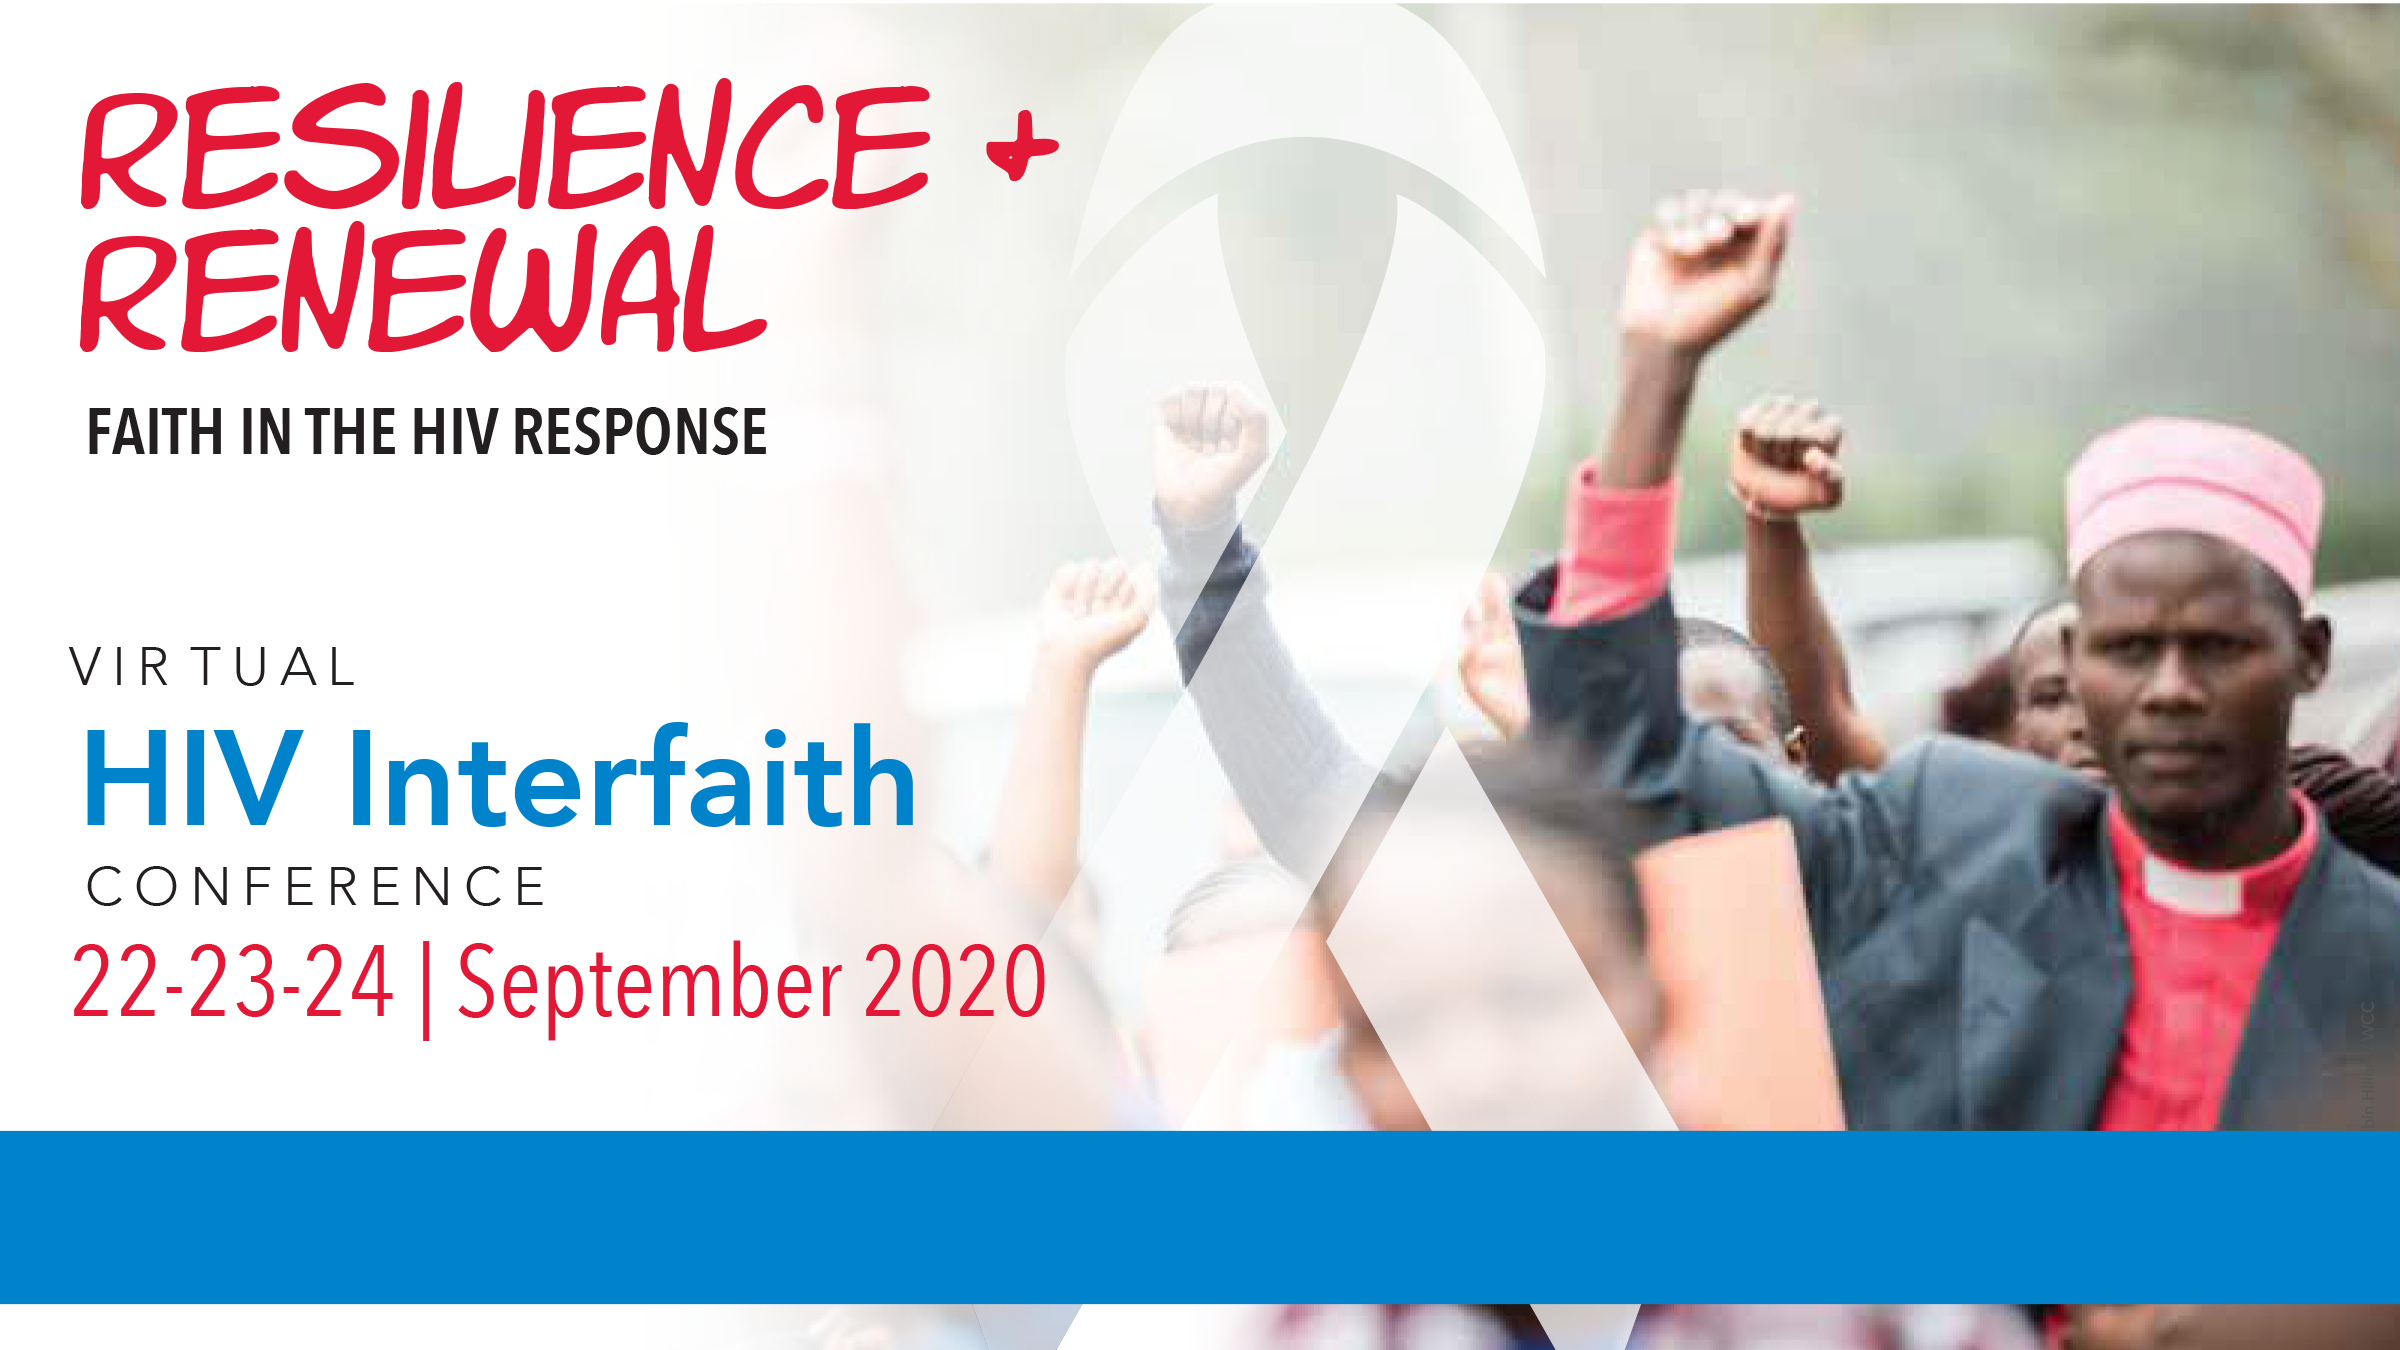 RESILIENCE +
RENEWAL
FAITH IN THE HIV RESPONSE
VIRTUAL
HIV Interfaith
CONFERENCE
22-23-24 | September 2020